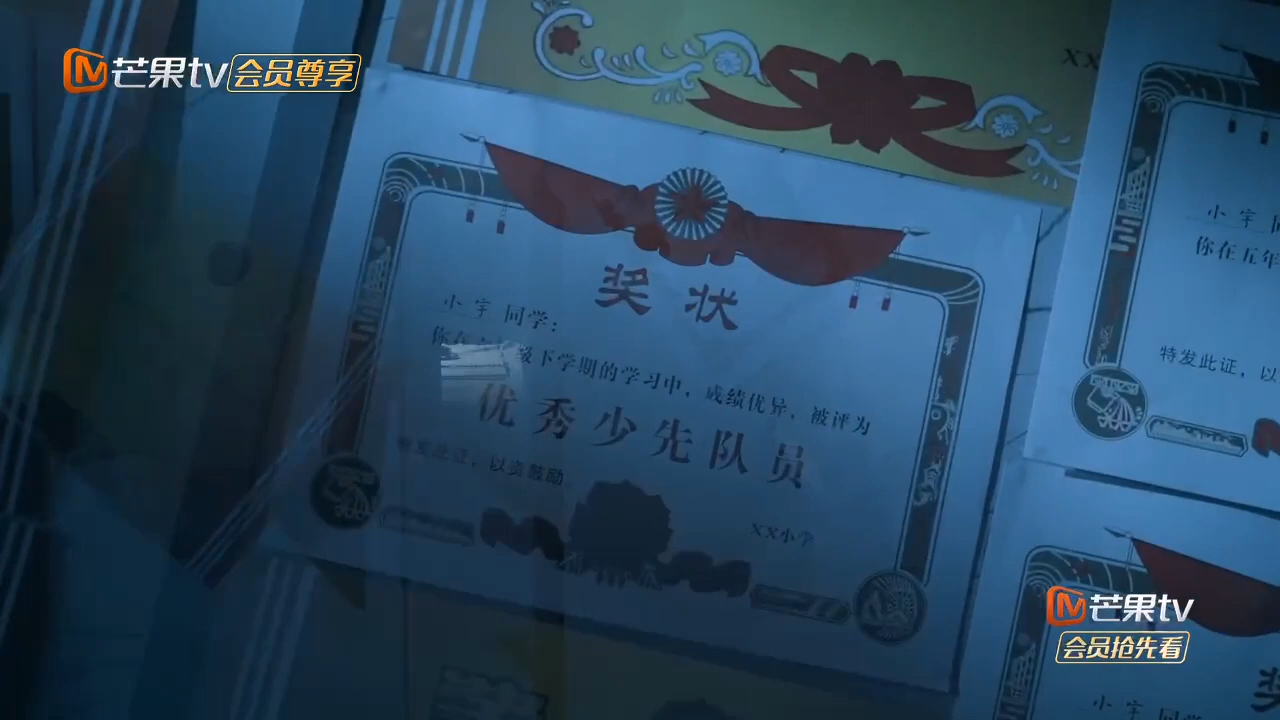 芒果tv会员尊享
XX
奖状
小宇 同学:
级下学期的学习中，成绩优异，被评为
优秀少先队员
特发此证，以资鼓励
XX小学
小宇同
你在五年
特发此证，以
芒果tv
会员抢先看
小宇 同学
奖